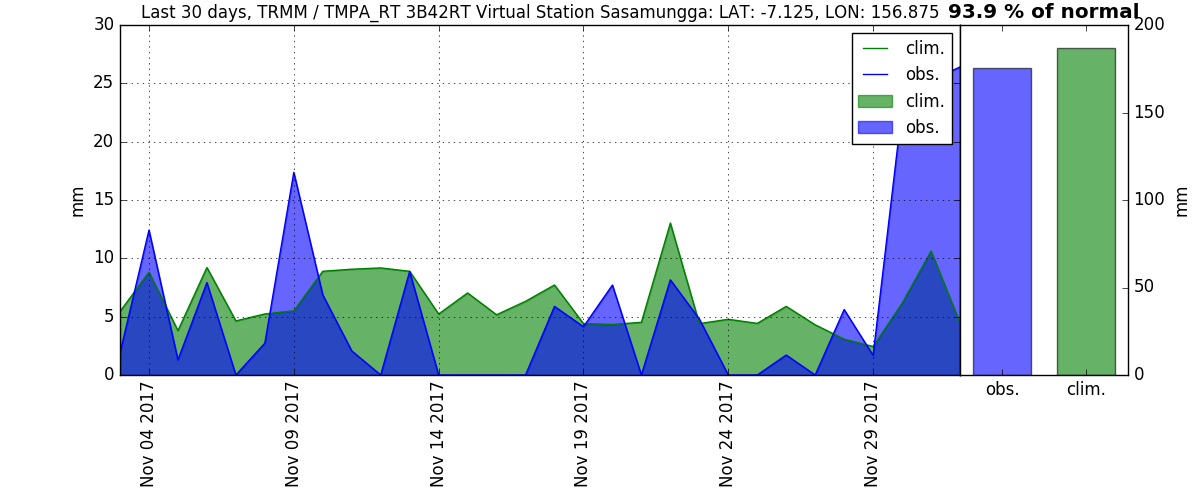 Last 30 days, TRMM / TMPA_RT 3B42RT Virtual Station Sasamungga: LAT: -7.125, LON: 156.875
93.9 % of normal
30
25
20
15
10
5
0
mm
clim.
obs.
clim.
obs.
Nov 04 2017
Nov 09 2017
Nov 14 2017
Nov 19 2017
Nov 24 2017
Nov 29 2017
200
150
100
50
0
mm
obs.
clim.